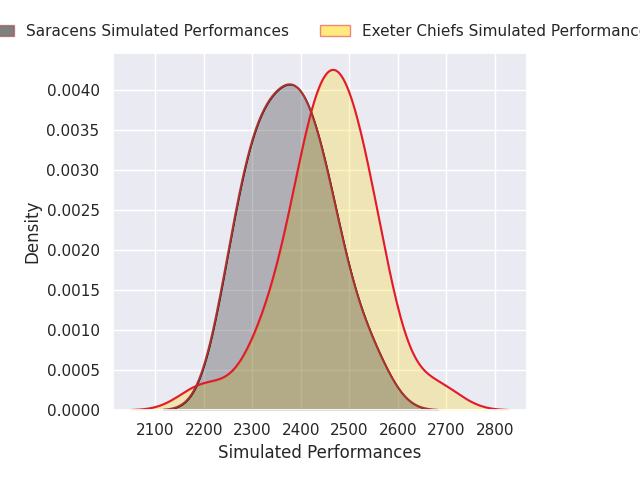 Saracens Simulated Performances
Exeter Chiefs Simulated
0.0040
0.0035
0.0030
0.0025
0.0020
0.0015
0.0010
0.0005
0.0000
Density
2100 2200 2300 2400 2500 2600 2700 2800
Simulated Performances